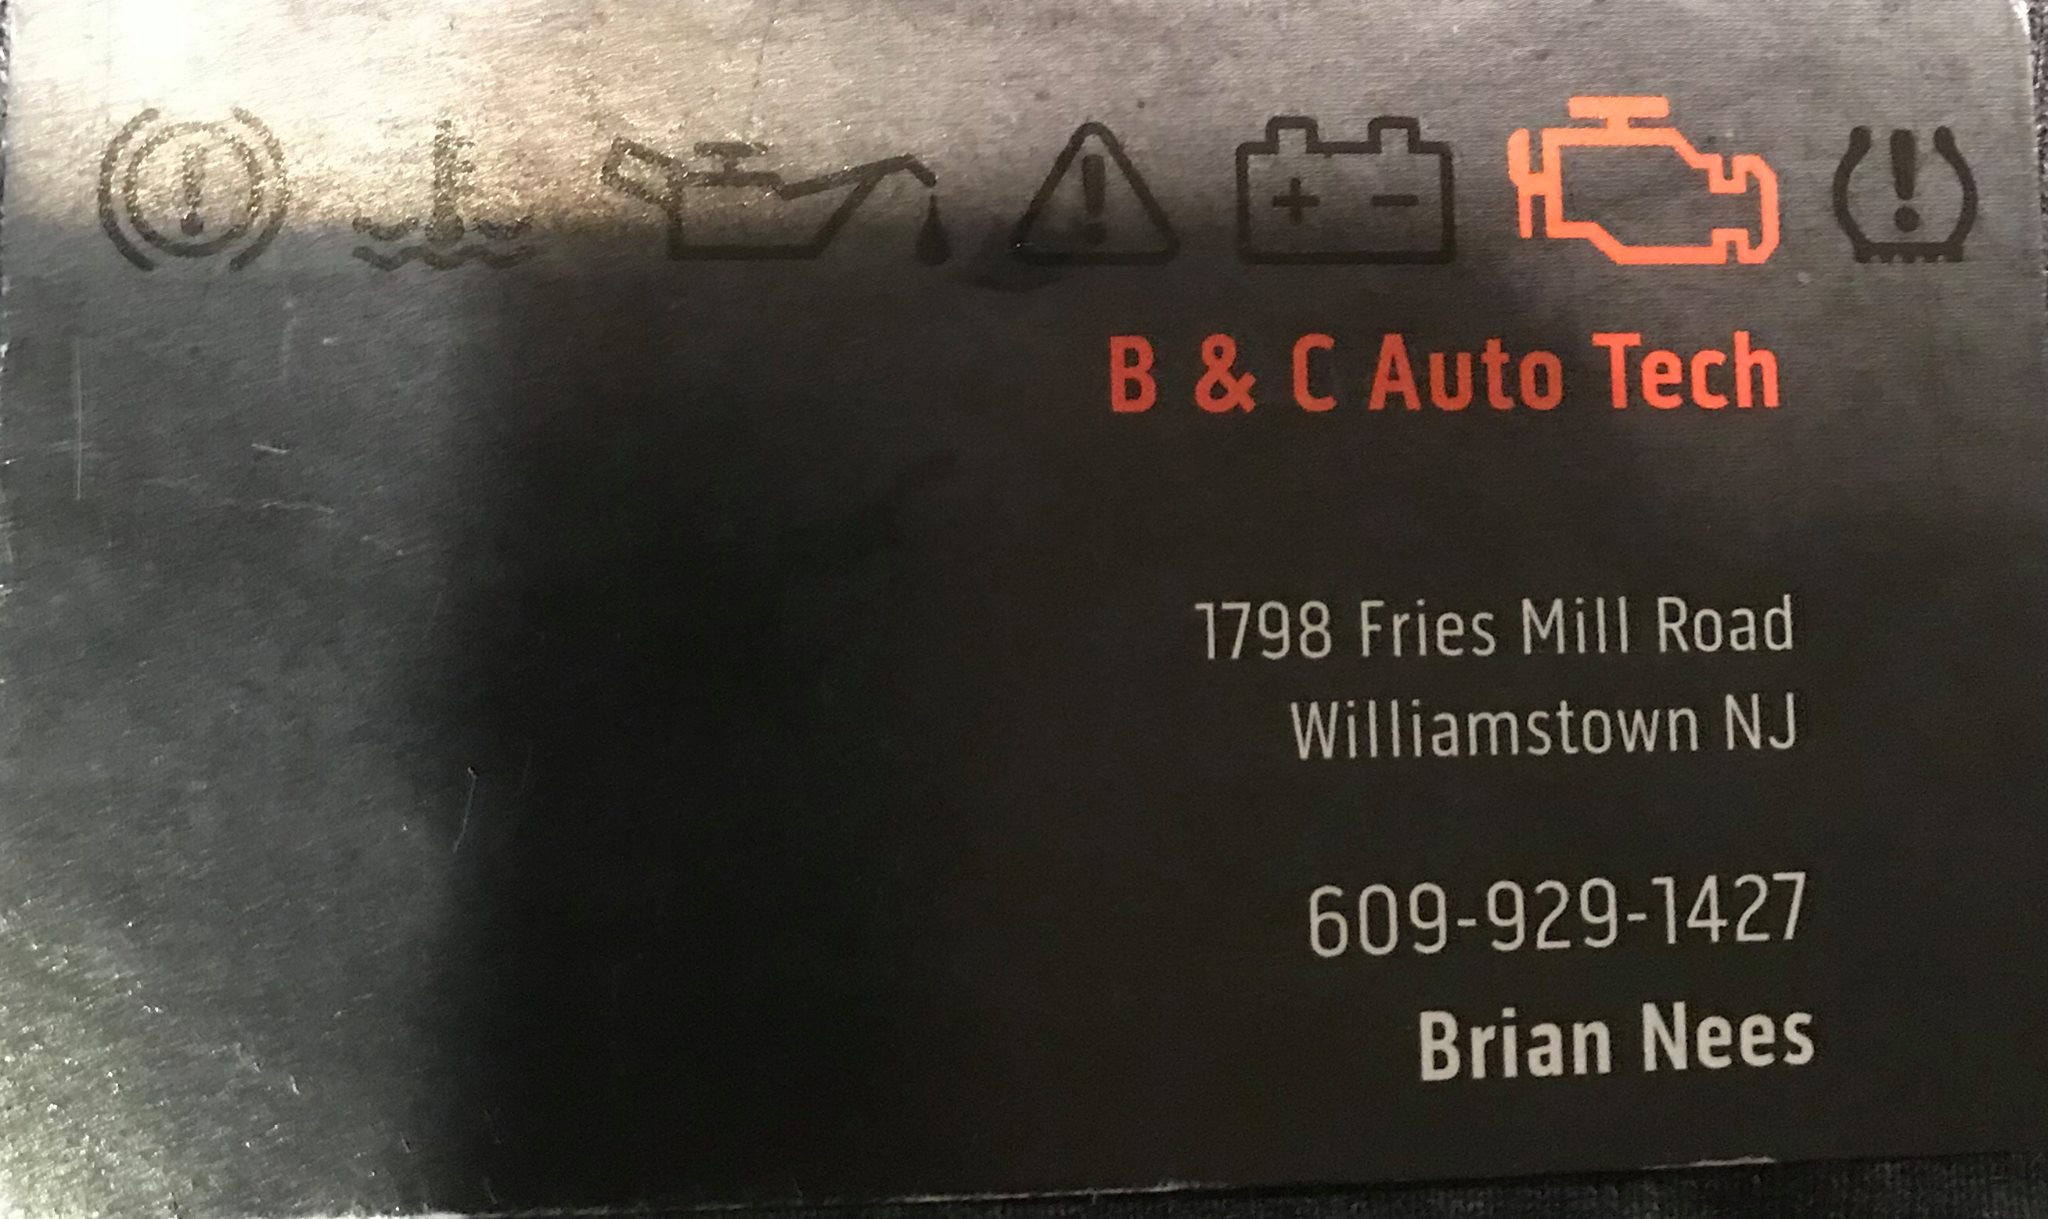 B & C Auto Tech
1798 Fries Mill Road
Williamstown NJ
609-929-1427
Brian Nees